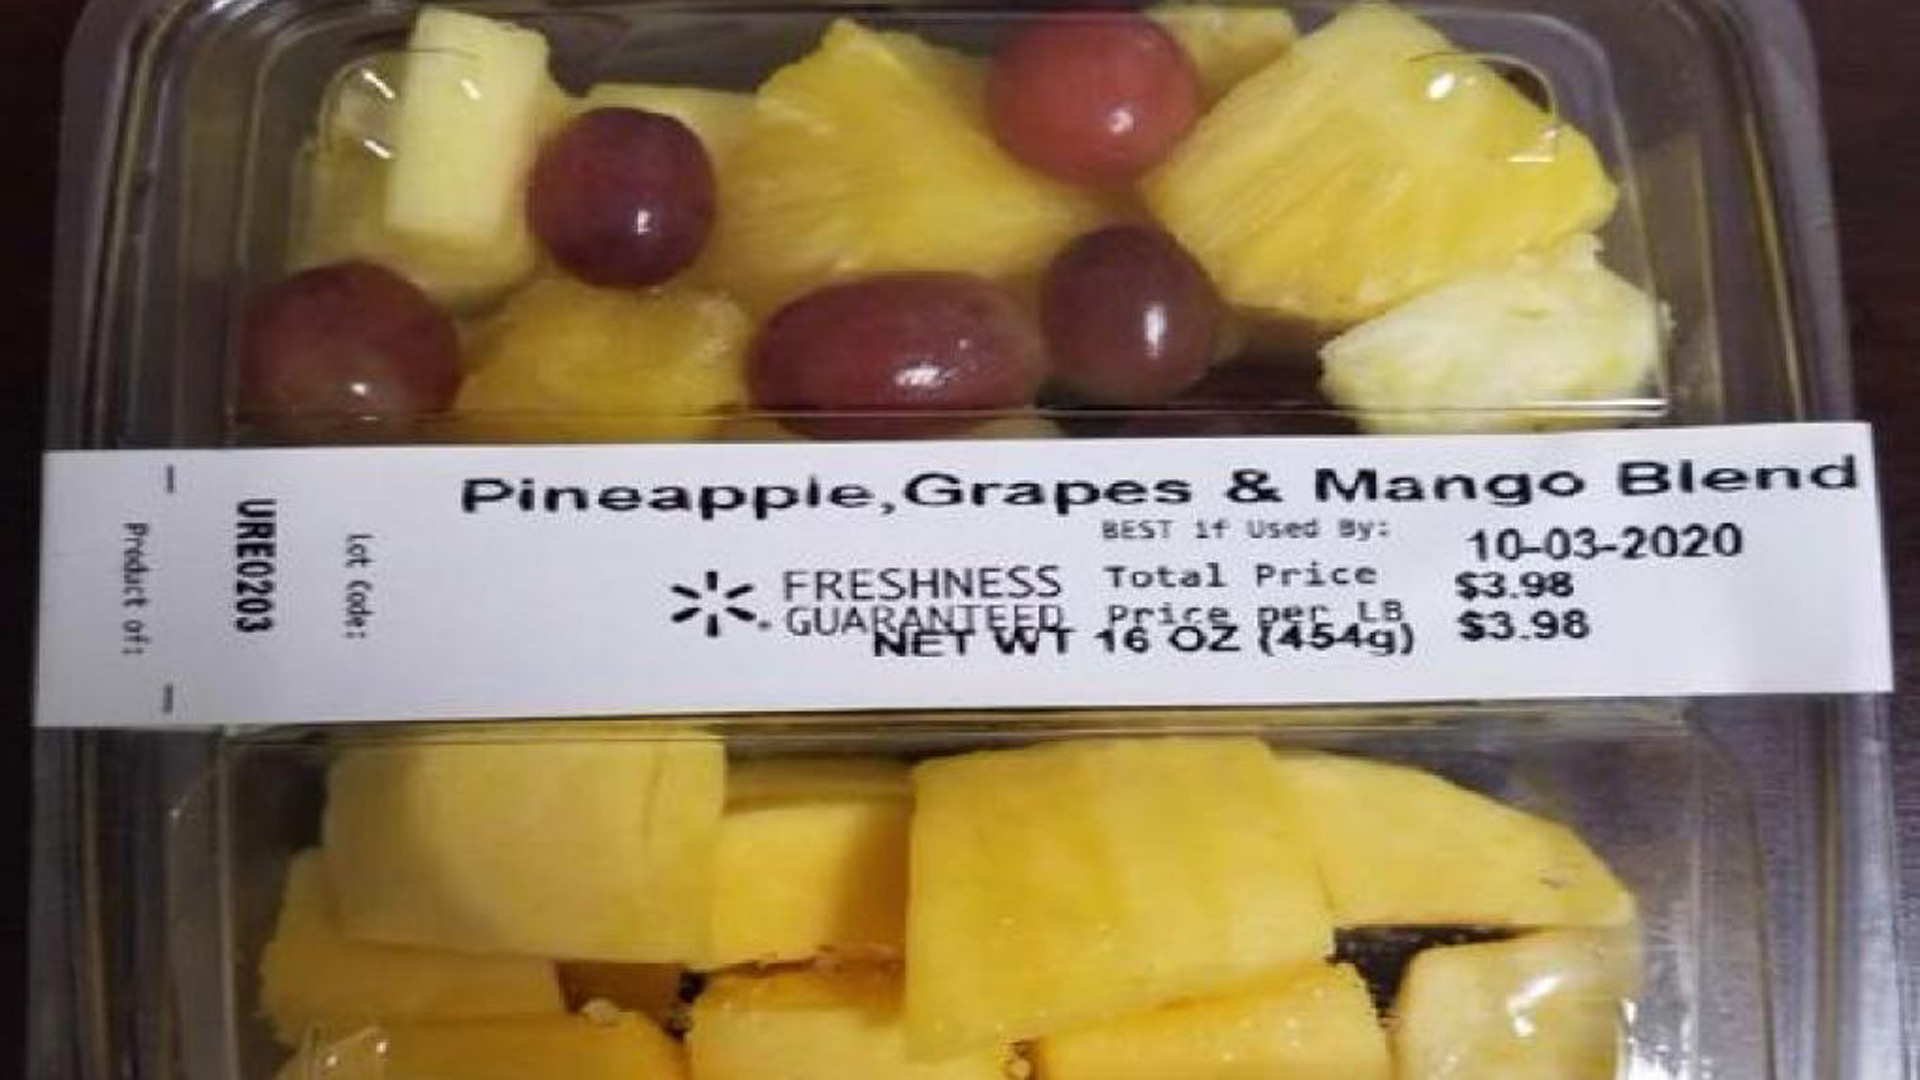 Pineapple,Grapes & Mango Blend
BEST if Used By: 10-03-2020
FRESHNESS
GUARANTEED
Total Price $3.98
Price per LB $3.98
NET WT 16 OZ (454g)
Lot Code:
URE0203
Product of: